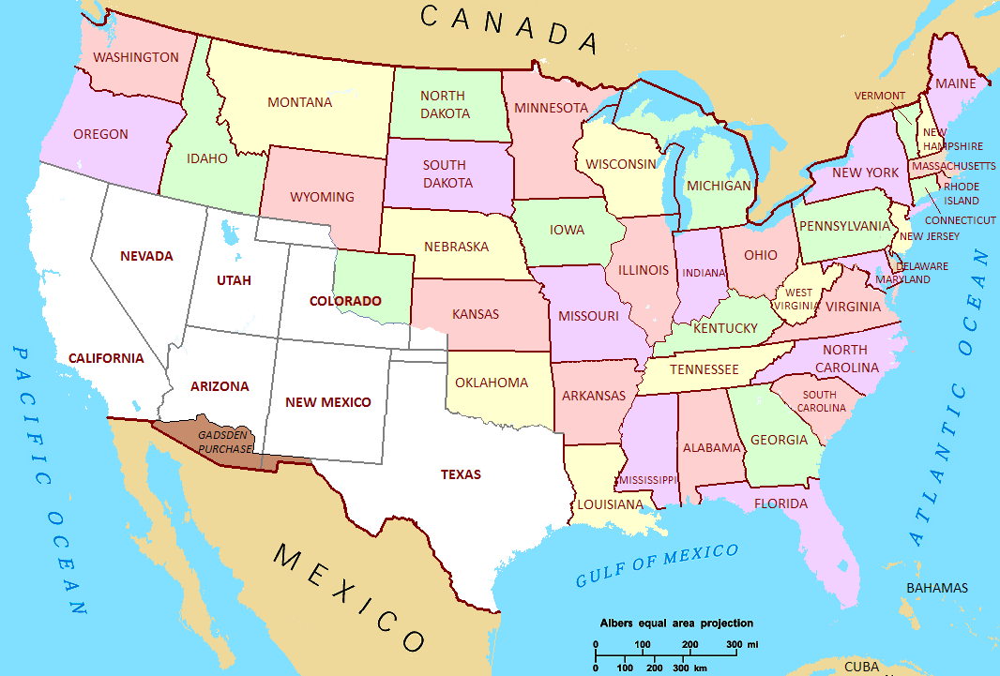 CANADA
WASHINGTON
MONTANA
NORTH
DAKOTA
MINNESOTA
MAINE
VERMONT
OREGON
IDAHO
NEW
HAMPSHIRE
SOUTH
DAKOTA
WISCONSIN
MICHIGAN
NEW YORK
MASSACHUSETTS
WYOMING
RHODE
ISLAND
CONNECTICUT
IOWA
PENNSYLVANIA
NEW JERSEY
NEVADA
NEBRASKA
OHIO
UTAH
ILLINOIS
INDIANA
DELAWARE
MARYLAND
COLORADO
KANSAS
MISSOURI
WEST
VIRGINIA
VIRGINIA
KENTUCKY
CALIFORNIA
ARIZONA
NEW MEXICO
OKLAHOMA
ARKANSAS
TENNESSEE
NORTH
CAROLINA
SOUTH
CAROLINA
GADSDEN
PURCHASE
TEXAS
MISSISSIPPI
ALABAMA
GEORGIA
LOUISIANA
FLORIDA
PACIFIC OCEAN
ATLANTIC OCEAN
GULF OF MEXICO
MEXICO
BAHAMAS
CUBA
Albers equal area projection
0 100 200 300 mi
0 100 200 300 km